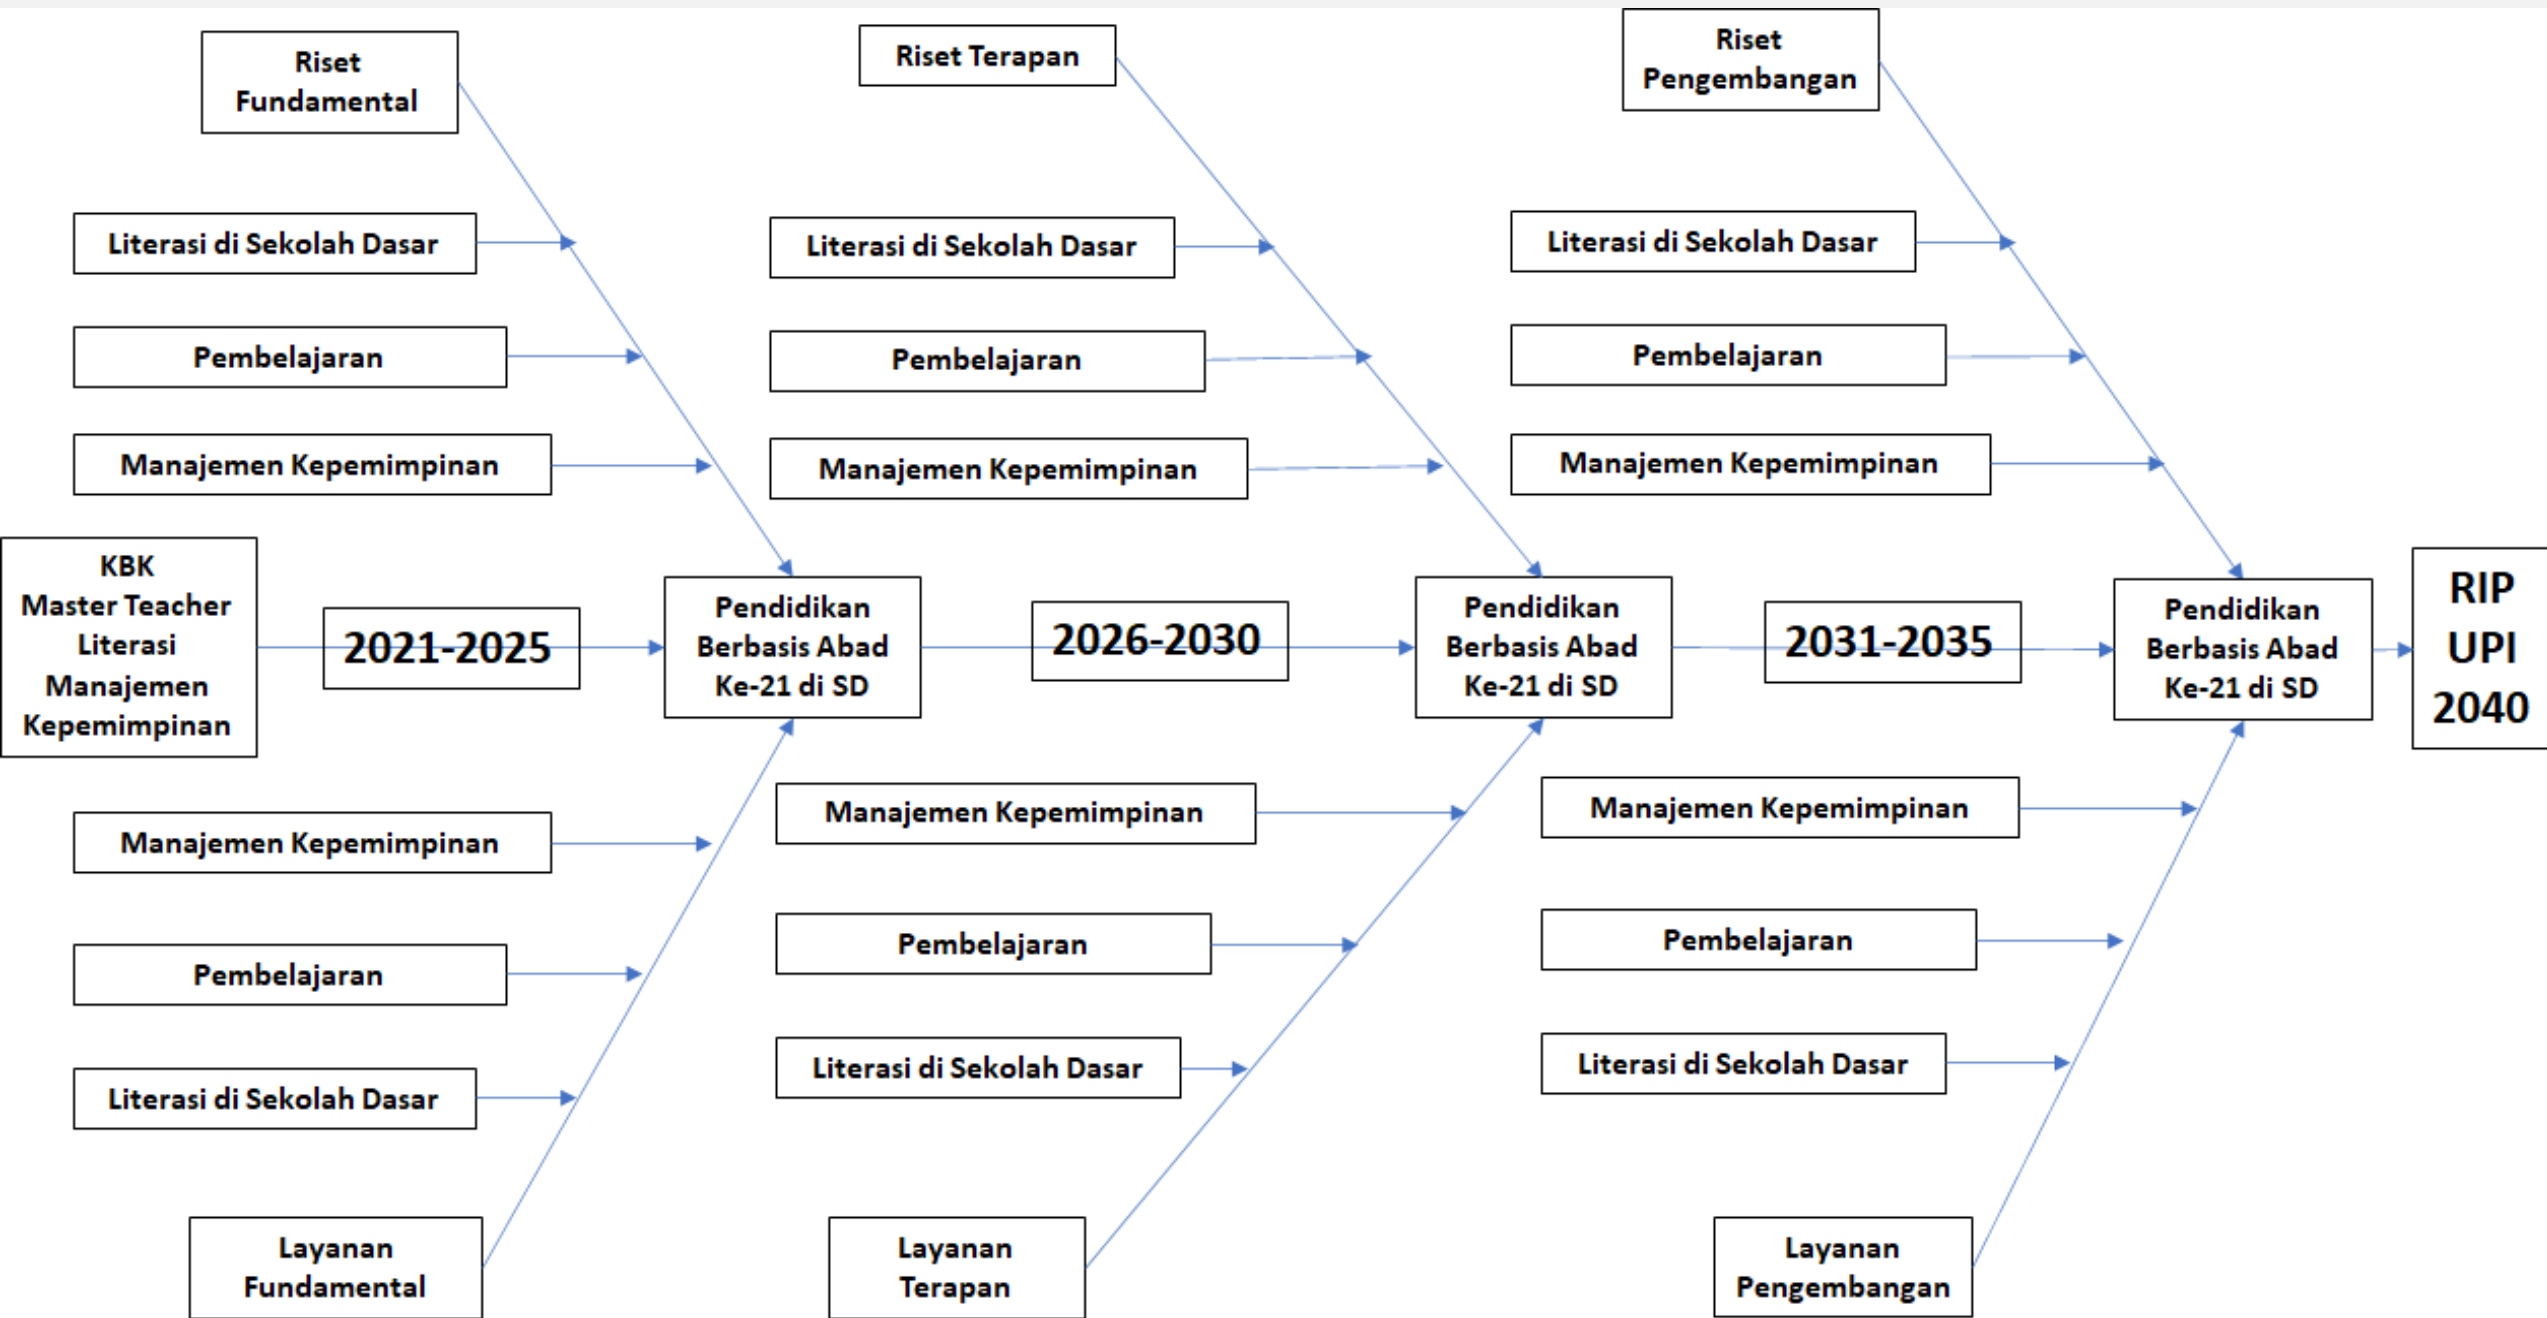 Riset
Fundamental
Riset Terapan
Riset
Pengembangan
Literasi di Sekolah Dasar
Literasi di Sekolah Dasar
Literasi di Sekolah Dasar
Pembelajaran
Pembelajaran
Pembelajaran
Manajemen Kepemimpinan
Manajemen Kepemimpinan
Manajemen Kepemimpinan
KBK
Master Teacher
Literasi
Manajemen
Kepemimpinan
2021-2025
Pendidikan
Berbasis Abad
Ke-21 di SD
2026-2030
Pendidikan
Berbasis Abad
Ke-21 di SD
2031-2035
Pendidikan
Berbasis Abad
Ke-21 di SD
RIP
UPI
2040
Manajemen Kepemimpinan
Manajemen Kepemimpinan
Manajemen Kepemimpinan
Pembelajaran
Pembelajaran
Pembelajaran
Literasi di Sekolah Dasar
Literasi di Sekolah Dasar
Literasi di Sekolah Dasar
Layanan
Fundamental
Layanan
Terapan
Layanan
Pengembangan